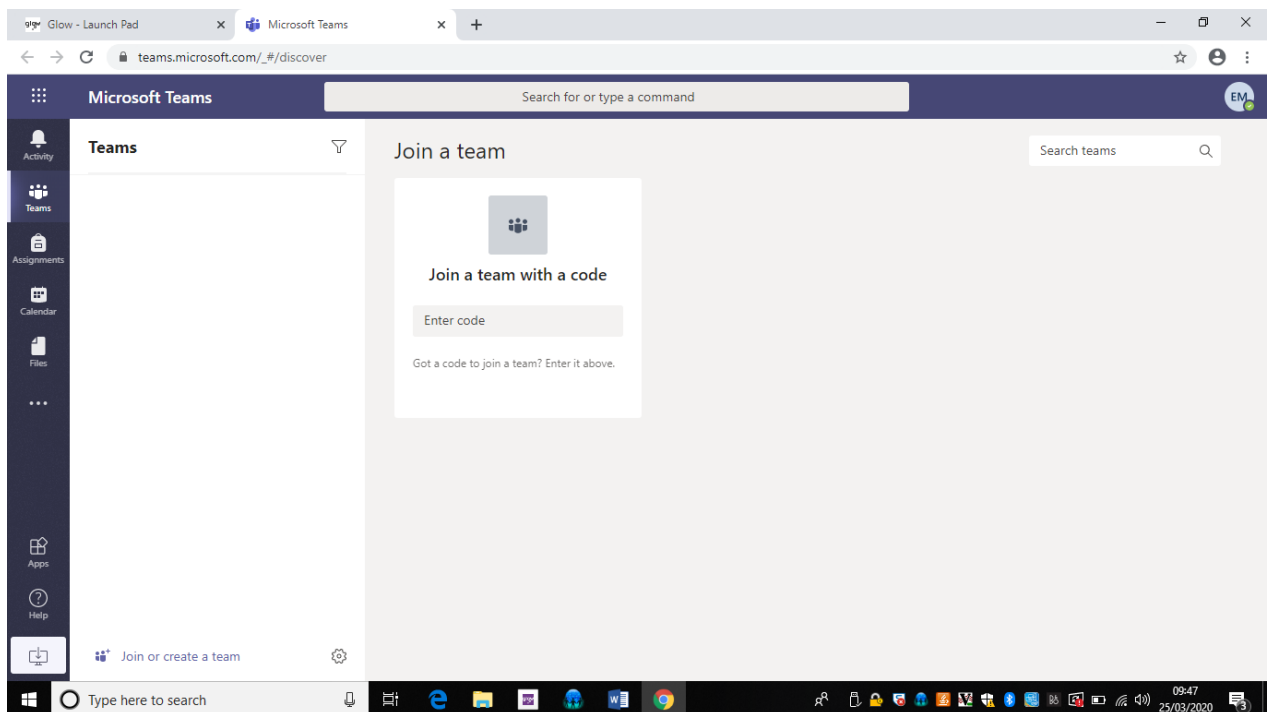 glow Glow - Launch Pad
Microsoft Teams
teams.microsoft.com/_#/discover
Microsoft Teams
Search for or type a command
EM
Activity
Teams
Assignments
Calendar
Files
Apps
Help
Teams
Join or create a team
Join a team
Search teams
Join a team with a code
Enter code
Got a code to join a team? Enter it above.
Type here to search
09:47
25/03/2020
3